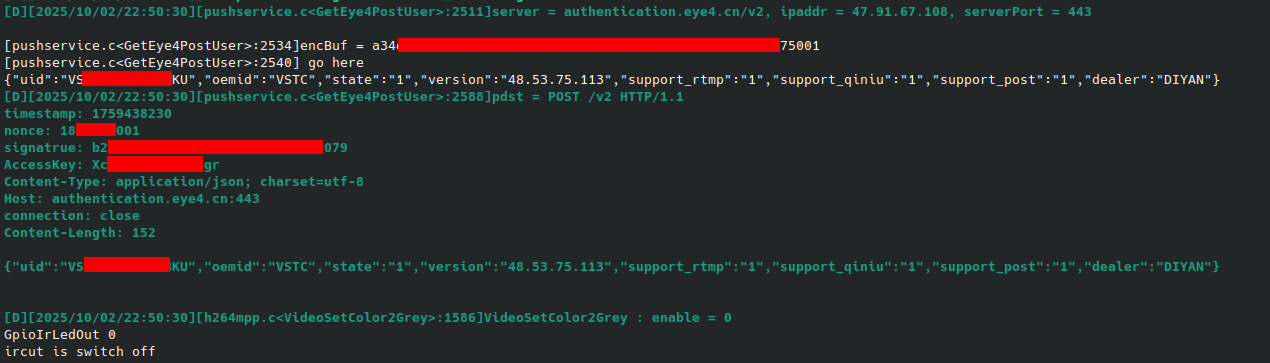 [D][2025/10/02/22:50:30][pushservice.c<GetEye4PostUser>:2511]server = authentication.eye4.cn/v2, ipaddr = 47.91.67.108, serverPort = 443
[pushservice.c<GetEye4PostUser>:2534]encBuf = a34 75001
[pushservice.c<GetEye4PostUser>:2540] go here
{"uid":"VS KU","oemid":"VSTC","state":"1","version":"48.53.75.113","support_rtmp":"1","support_qiniu":"1","support_post":"1","dealer":"DIYAN"}
[D][2025/10/02/22:50:30][pushservice.c<GetEye4PostUser>:2588]pdst = POST /v2 HTTP/1.1
timestamp: 1759438230
nonce: 18 001
signatrue: b2 079
AccessKey: Xc gr
Content-Type: application/json; charset=utf-8
Host: authentication.eye4.cn:443
connection: close
Content-Length: 152
{"uid":"VS KU","oemid":"VSTC","state":"1","version":"48.53.75.113","support_rtmp":"1","support_qiniu":"1","support_post":"1","dealer":"DIYAN"}
[D][2025/10/02/22:50:30][h264mpp.c<VideoSetColor2Grey>:1586]VideoSetColor2Grey : enable = 0
GpioIrLedOut 0
ircut is switch off